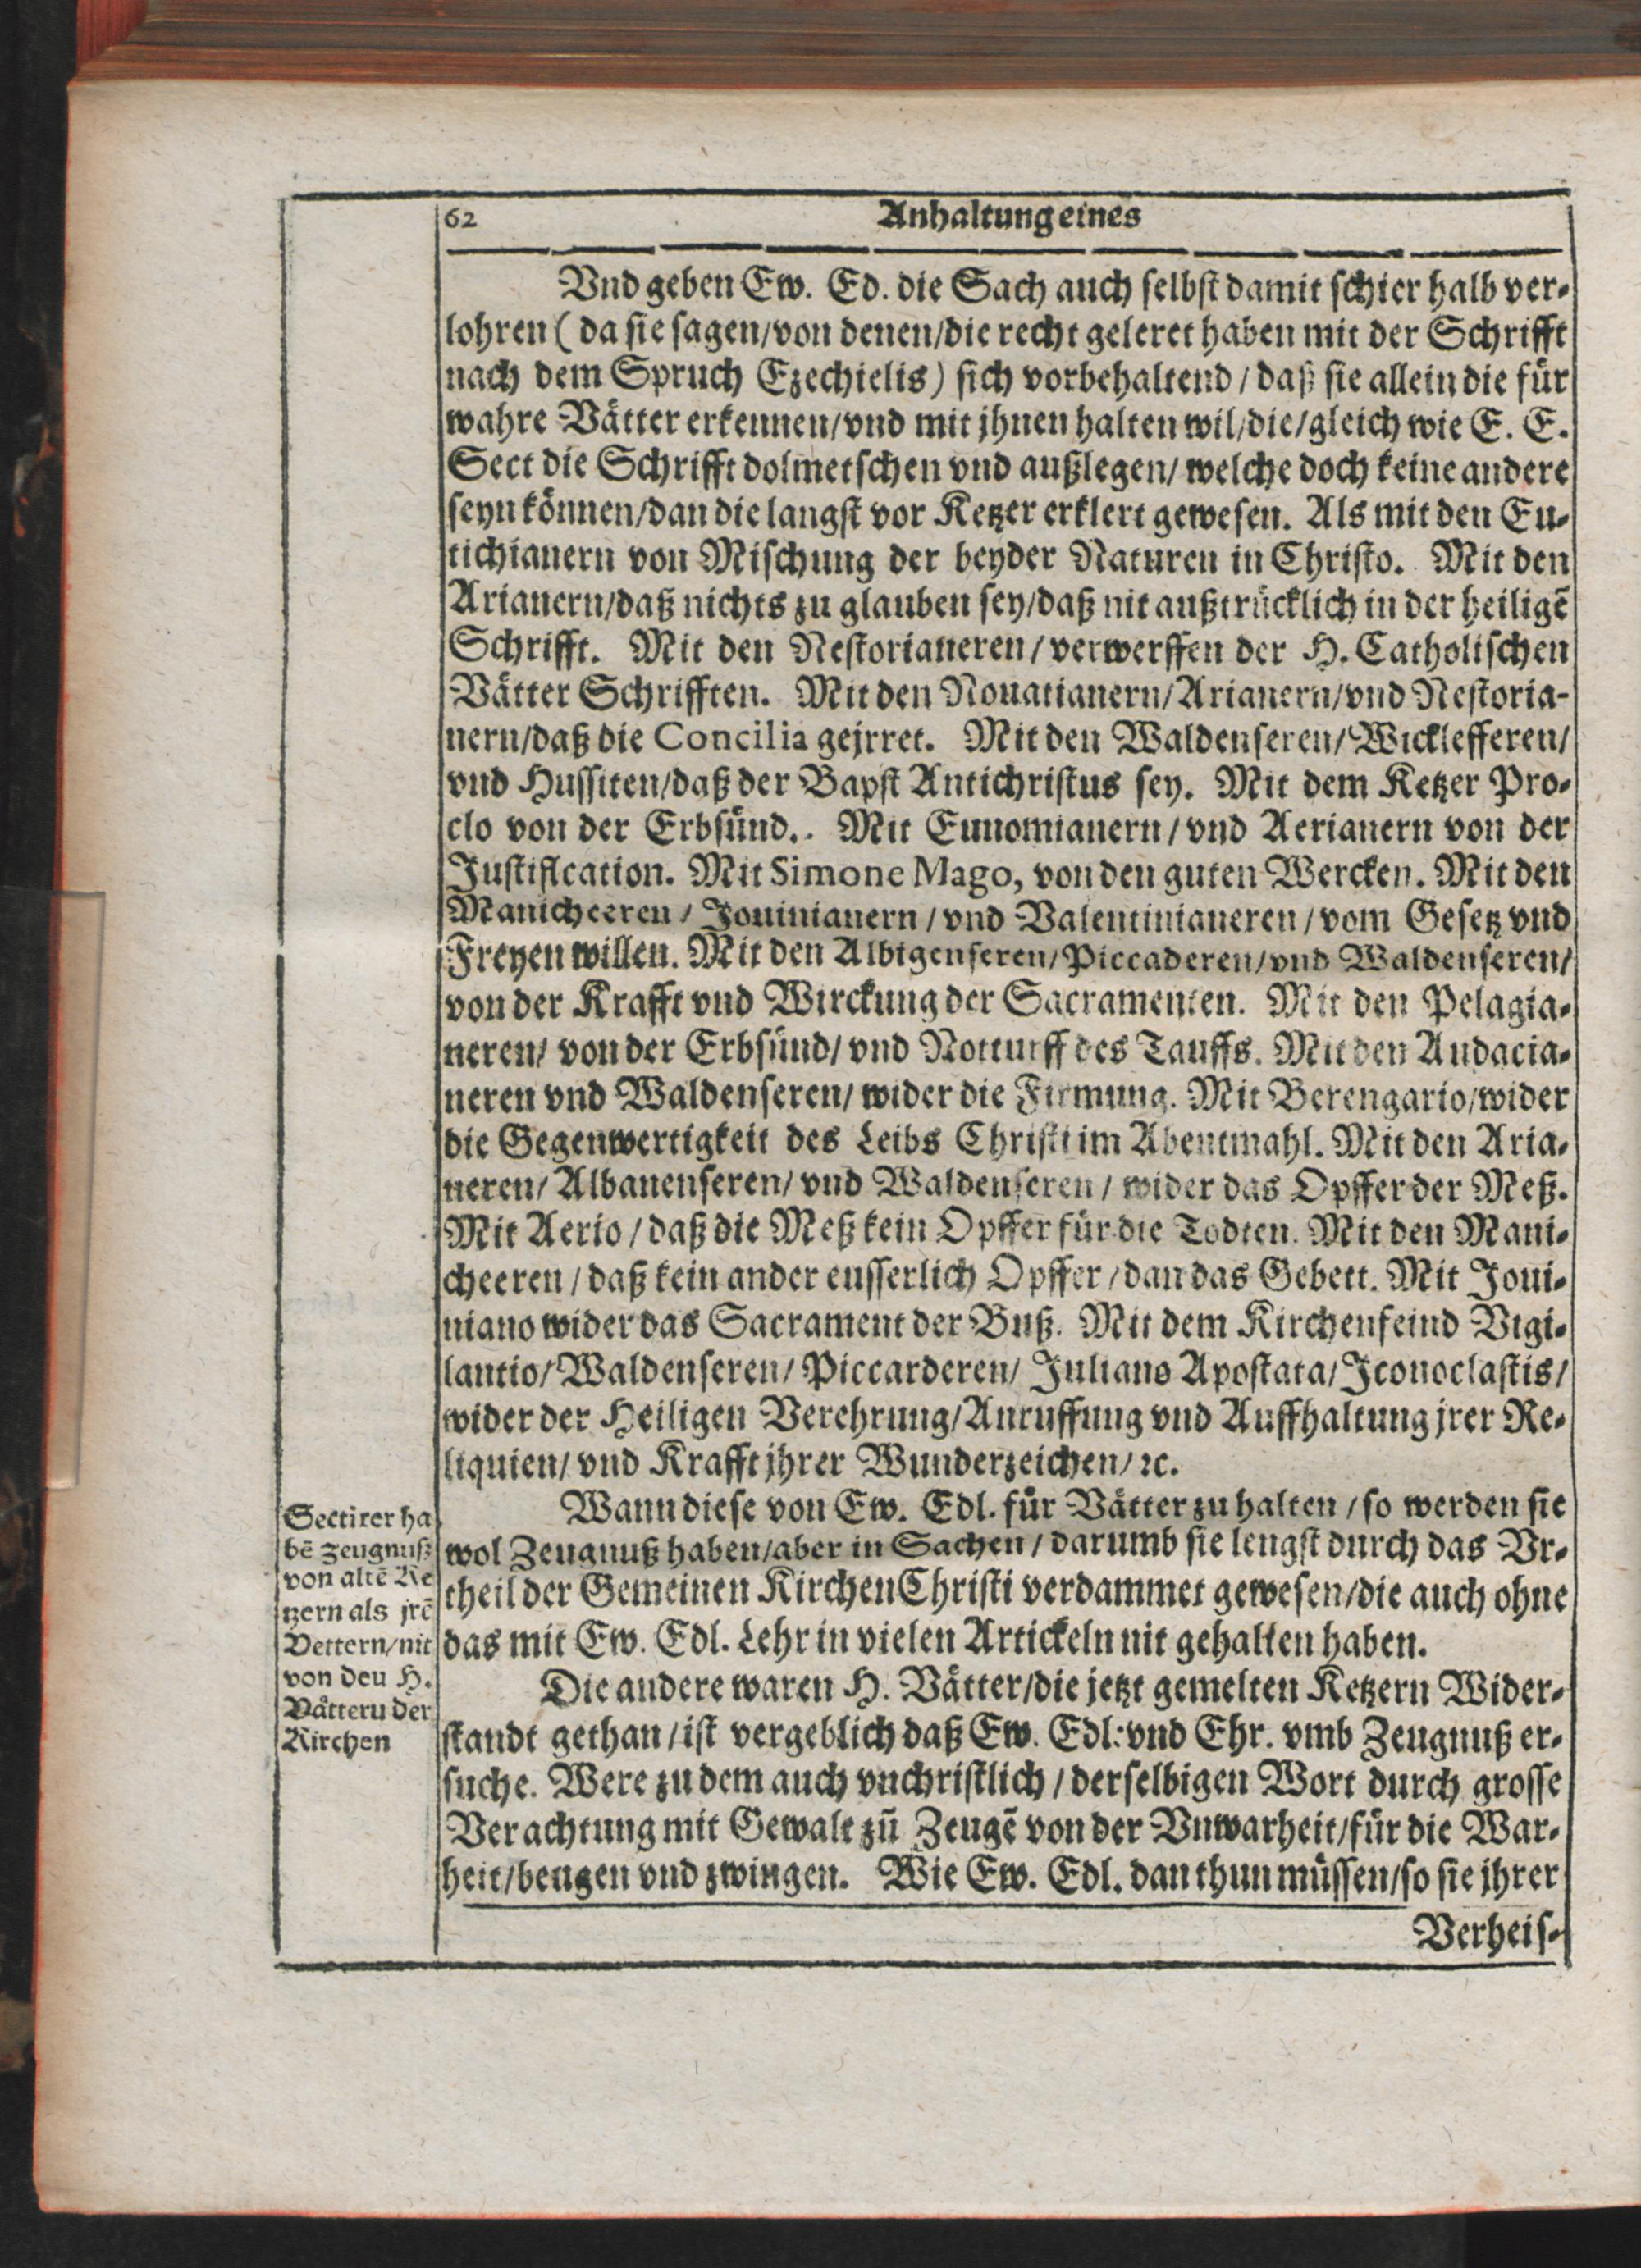 62
Anhaltung eines
Vnd geben Ew. Ed. die Sach auch selbst damit schier halb ver-
lohren (da sie sagen/von denen/die recht geleret haben mit der Schrifft
nach dem Spruch Ezechielis) sich vorbehaltend/daß sie allein die für
wahre Vätter erkennen/vnd mit jhnen halten wil/die/gleich wie E. E.
Sect die Schrifft dolmetschen vnd außlegen/welche doch keine andere
seyn können/dan die langst vor Ketzer erklert gewesen. Als mit den Eu-
tichianern von Mischung der beyder Naturen in Christo. Mit den
Arianern/daß nichts zu glauben sey/daß nit außtrücklich in der heiligē
Schrifft. Mit den Nestorianeren/verwerffen der H. Catholischen
Vätter Schrifften. Mit den Nouatianern/Arianern/vnd Nestoria-
nern/daß die Concilia gejrret. Mit den Waldenseren/Wicklefferen/
vnd Hussiten/daß der Bapst Antichristus sey. Mit dem Ketzer Pro-
clo von der Erbsünd.. Mit Eunomianern/vnd Aerianern von der
Justification. Mit Simone Mago, von den guten Wercken. Mit den
Manicheeren/Jouinianern/vnd Valentinianeren/vom Gesetz vnd
Freyen willen. Mit den Albigenseren/Piccaderen/vnd Waldenseren/
von der Krafft vnd Wirckung der Sacramenten. Mit den Pelagia-
neren/von der Erbsünd/vnd Notturff des Tauffs. Mit den Audacia-
neren vnd Waldenseren/wider die Firmung. Mit Berengario/wider
die Gegenwertigkeit des Leibs Christi im Abentmahl. Mit den Aria-
neren/Albanenseren/vnd Waldenseren/wider das Opffer der Meß.
Mit Aerio/daß die Meß kein Opffer für die Todten. Mit den Mani-
cheeren/daß kein ander eusserlich Opffer/dan das Gebett. Mit Joui-
niano wider das Sacrament der Buß. Mit dem Kirchenfeind Vigi-
lantio/Waldenseren/Piccarderen/Juliano Apostata/Iconoclastis/
wider der Heiligen Verehrung/Anruffung vnd Auffhaltung jrer Re-
liquien/vnd Krafft jhrer Wunderzeichen/ꝛc.
Wann diese von Ew. Edl. für Vätter zu halten/so werden sie
wol Zeugnuß haben/aber in Sachen/darumb sie lengst durch das Vr-
theil der Gemeinen Kirchen Christi verdammet gewesen/die auch ohne
das mit Ew. Edl. Lehr in vielen Artickeln nit gehalten haben.
Sectirer ha
bē zeugnuß
von altē Ke
tzern als jrē
Vettern/nit
von deu H.
Vätteru der
Kirchen
Die andere waren H. Vätter/die jetzt gemelten Ketzern Wider-
standt gethan/ist vergeblich daß Ew. Edl: vnd Ehr. vmb Zeugnuß er-
suche. Were zu dem auch vnchristlich/derselbigen Wort durch grosse
Verachtung mit Gewalt zū Zeugē von der Vnwarheit/für die War-
heit/beugen vnd zwingen. Wie Ew. Edl. dan thun müssen/so sie jhrer
Verheis-